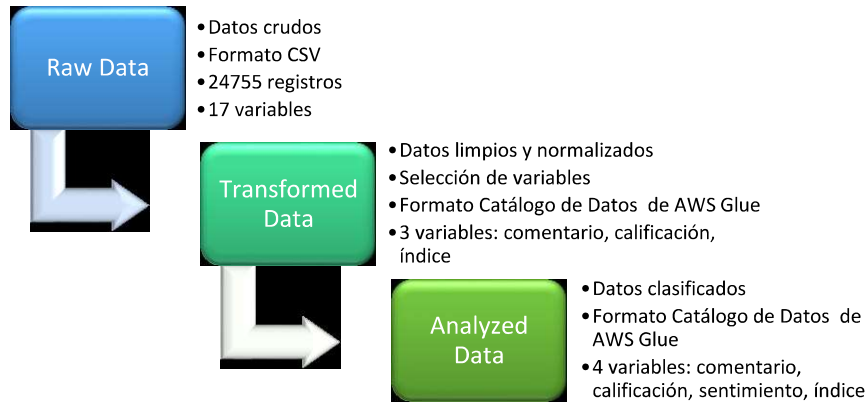 Raw Data
•Datos crudos
•Formato CSV
•24755 registros
•17 variables
Transformed
Data
•Datos limpios y normalizados
•Selección de variables
•Formato Catálogo de Datos de AWS Glue
•3 variables: comentario, calificación,
índice
Analyzed
Data
•Datos clasificados
•Formato Catálogo de Datos de
AWS Glue
•4 variables: comentario,
calificación, sentimiento, índice